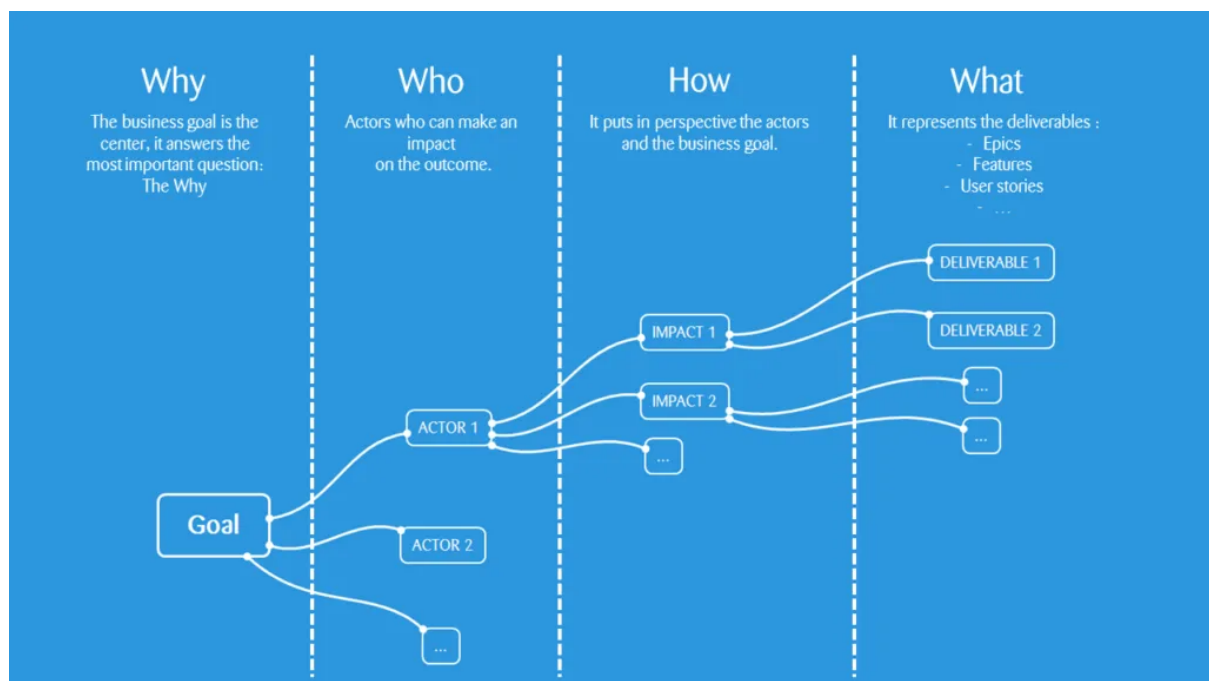 Why
The business goal is the
center, it answers the
most important question:
The Why
Who
Actors who can make an
impact
on the outcome.
How
It puts in perspective the actors
and the business goal.
What
It represents the deliverables :
- Epics
- Features
- User stories
- ...
Goal
ACTOR 1
ACTOR 2
...
IMPACT 1
IMPACT 2
...
DELIVERABLE 1
DELIVERABLE 2
...
...